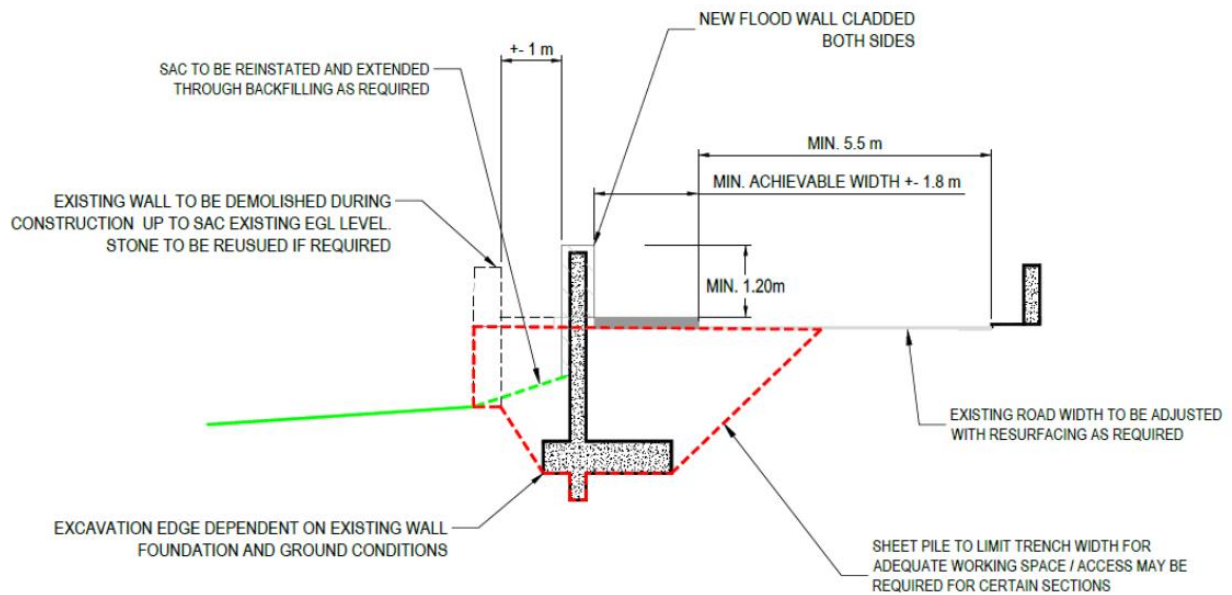 NEW FLOOD WALL CLADDED
BOTH SIDES
+- 1 m
SAC TO BE REINSTATED AND EXTENDED
THROUGH BACKFILLING AS REQUIRED
MIN. 5.5 m
MIN. ACHIEVABLE WIDTH +- 1.8 m
EXISTING WALL TO BE DEMOLISHED DURING
CONSTRUCTION UP TO SAC EXISTING EGL LEVEL.
STONE TO BE REUSUED IF REQUIRED
MIN. 1.20m
EXISTING ROAD WIDTH TO BE ADJUSTED
WITH RESURFACING AS REQUIRED
EXCAVATION EDGE DEPENDENT ON EXISTING WALL
FOUNDATION AND GROUND CONDITIONS
SHEET PILE TO LIMIT TRENCH WIDTH FOR
ADEQUATE WORKING SPACE / ACCESS MAY BE
REQUIRED FOR CERTAIN SECTIONS